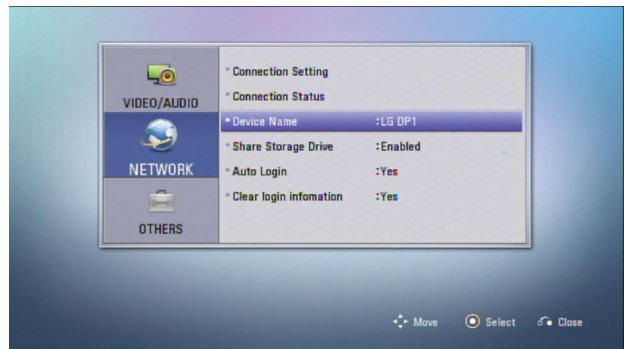 VIDEO/AUDIO
NETWORK
OTHERS
Connection Setting
Connection Status
Device Name :LG DP1
Share Storage Drive :Enabled
Auto Login :Yes
Clear login infomation :Yes
Move Select Close